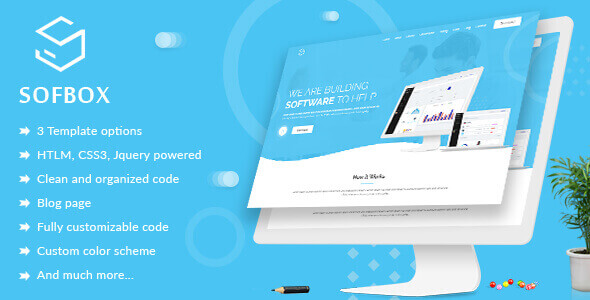 SOFBOX
3 Template options
HTLM, CSS3, Jquery powered
Clean and organized code
Blog page
Fully customizable code
Custom color scheme
And much more...
WE ARE BUILDING
SOFTWARE TO HELP
How It Works